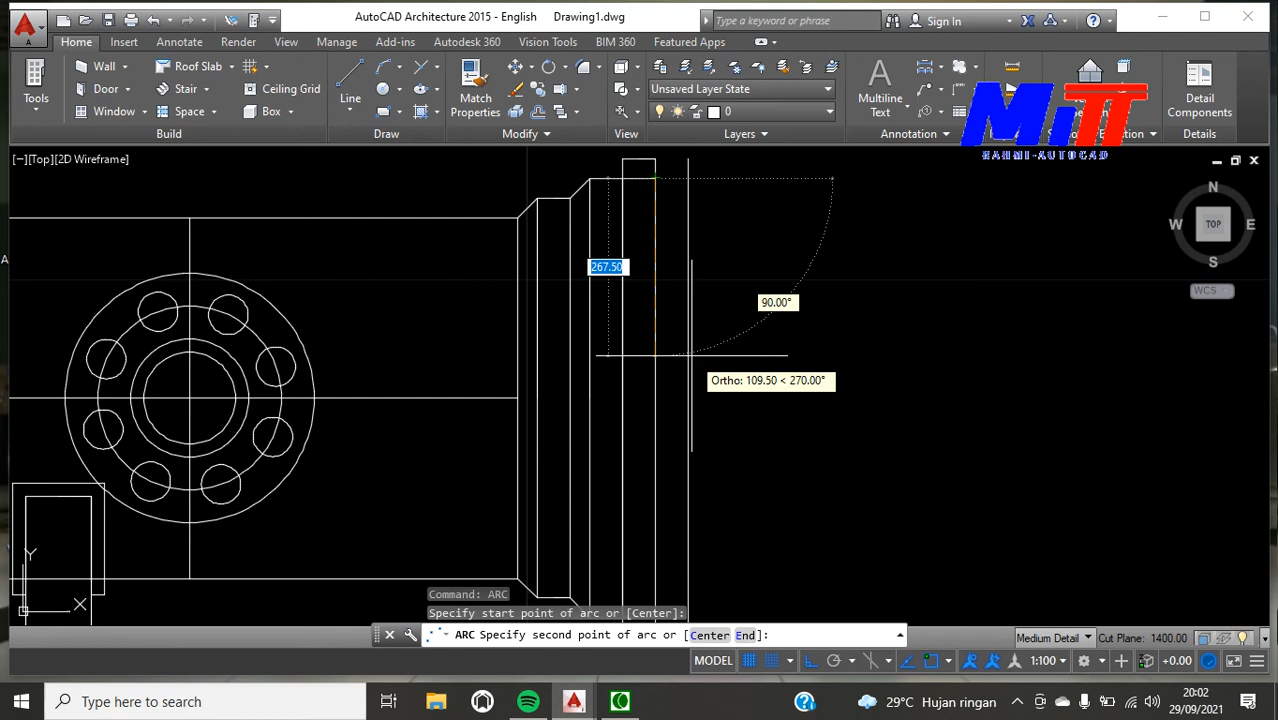 AutoCAD Architecture 2015 - English Drawing1.dwg
Type a keyword or phrase
Sign In
A
Home Insert Annotate Render View Manage Add-ins Autodesk 360 Vision Tools BIM 360 Featured Apps
Tools
Wall
Roof Slab
Door
Stair
Ceiling Grid
Window
Space
Box
Build
Line
Draw
Match
Properties
Modify
View
Unsaved Layer State
0
Layers
Multiline
Text
Annotation
Detail
Components
Details
MiTT
RAHMI-AUTOCAD
[−][Top][2D Wireframe]
N
W TOP E
S
WCS
267.50
90.00°
Ortho: 109.50 < 270.00°
Y
X
Command: ARC
Specify start point of arc or [Center]:
ARC Specify second point of arc or [Center End]:
Medium Detail Cut Plane: 1400.00
MODEL
1:100
+0.00
Type here to search
29°C Hujan ringan
20:02
29/09/2021